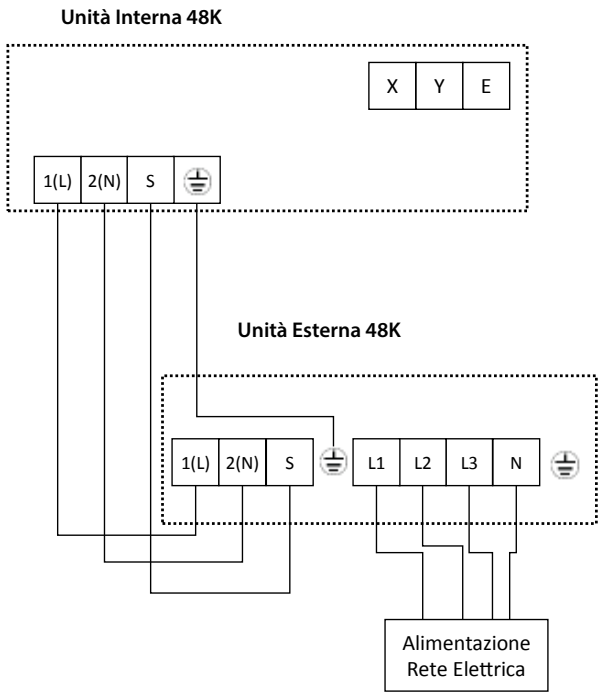 Unità Interna 48K
X Y E
1(L) 2(N) S
Unità Esterna 48K
1(L) 2(N) S L1 L2 L3 N
Alimentazione
Rete Elettrica